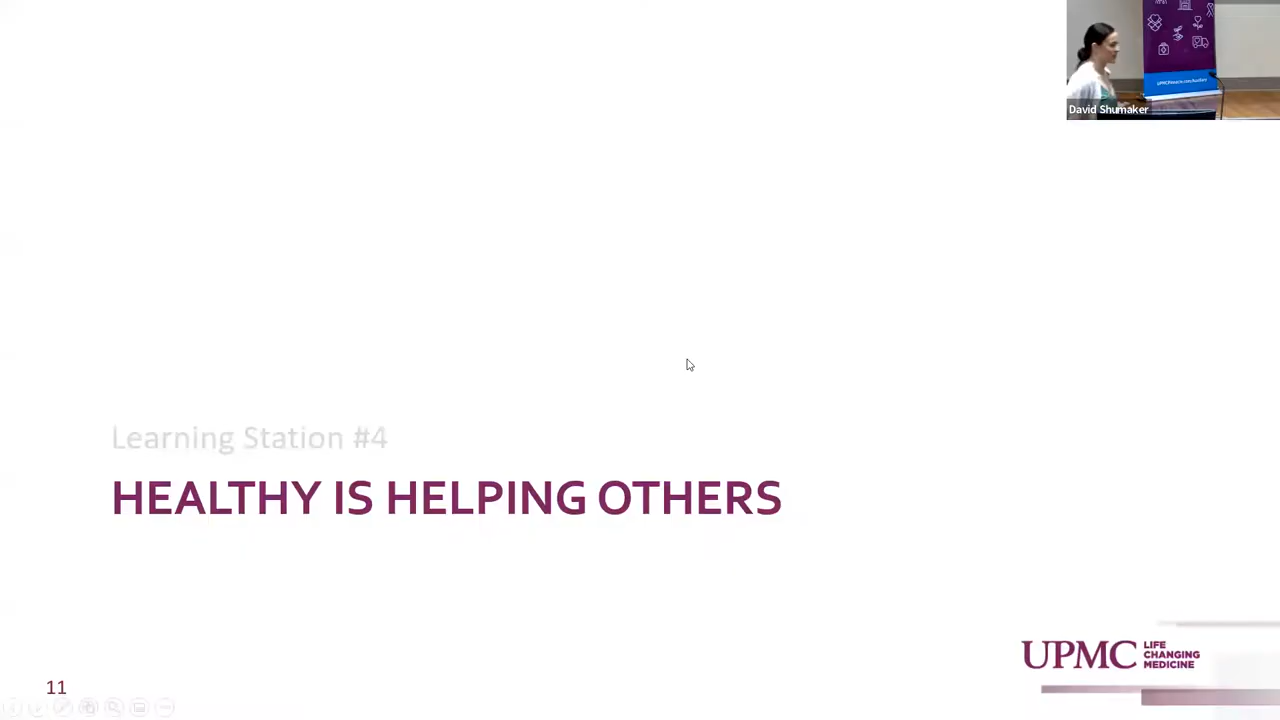 David Shumaker
Learning Station #4
HEALTHY IS HELPING OTHERS
UPMC
LIFE
CHANGING
MEDICINE
11